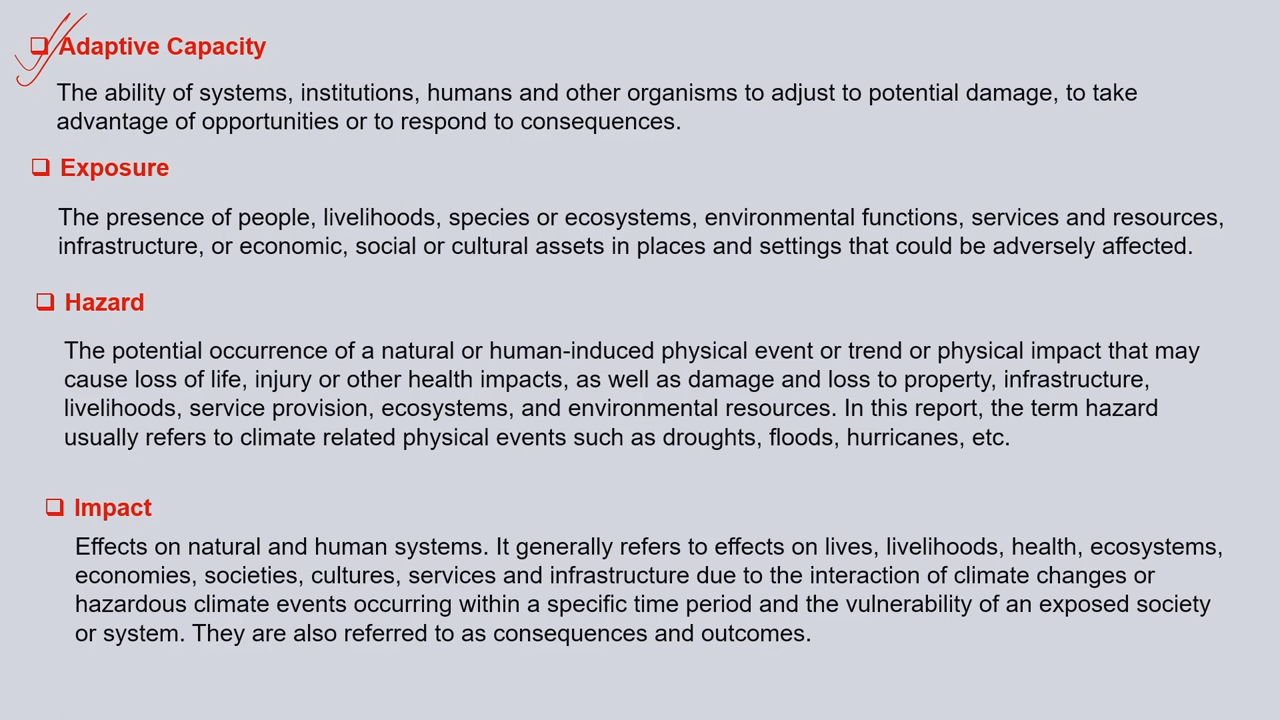 Adaptive Capacity
The ability of systems, institutions, humans and other organisms to adjust to potential damage, to take
advantage of opportunities or to respond to consequences.
Exposure
The presence of people, livelihoods, species or ecosystems, environmental functions, services and resources,
infrastructure, or economic, social or cultural assets in places and settings that could be adversely affected.
Hazard
The potential occurrence of a natural or human-induced physical event or trend or physical impact that may
cause loss of life, injury or other health impacts, as well as damage and loss to property, infrastructure,
livelihoods, service provision, ecosystems, and environmental resources. In this report, the term hazard
usually refers to climate related physical events such as droughts, floods, hurricanes, etc.
Impact
Effects on natural and human systems. It generally refers to effects on lives, livelihoods, health, ecosystems,
economies, societies, cultures, services and infrastructure due to the interaction of climate changes or
hazardous climate events occurring within a specific time period and the vulnerability of an exposed society
or system. They are also referred to as consequences and outcomes.